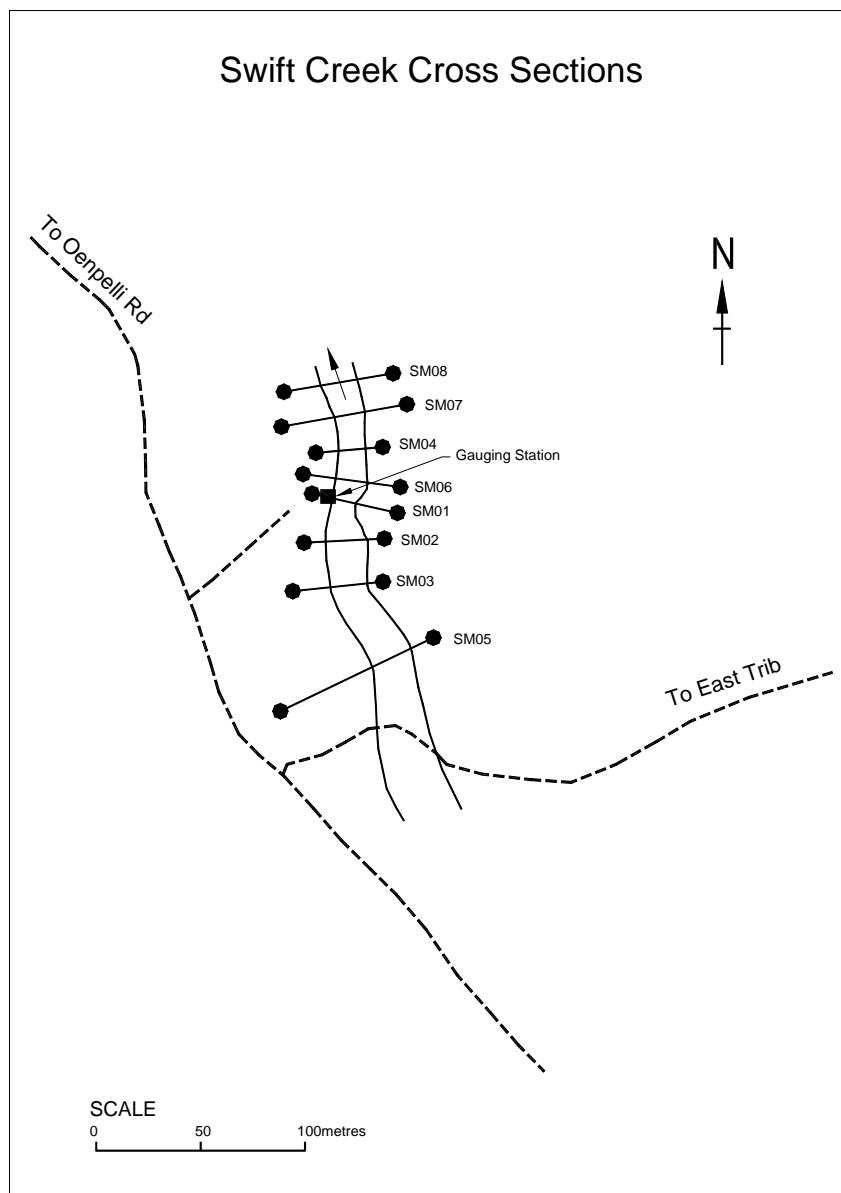 Swift Creek Cross Sections
To Oenpelli Rd
N
SM08
SM07
SM04
Gauging Station
SM06
SM01
SM02
SM03
SM05
To East Trib
SCALE
0 50 100metres